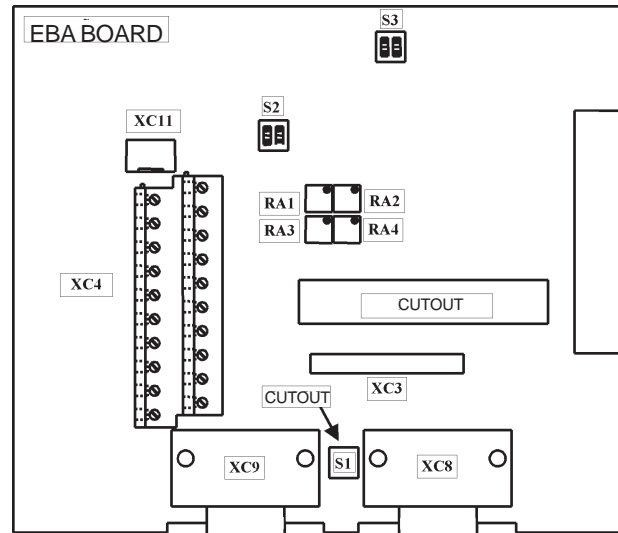 EBA BOARD
S3
S2
XC11
RA1
RA2
RA3
RA4
XC4
CUTOUT
XC3
CUTOUT
XC9
S1
XC8